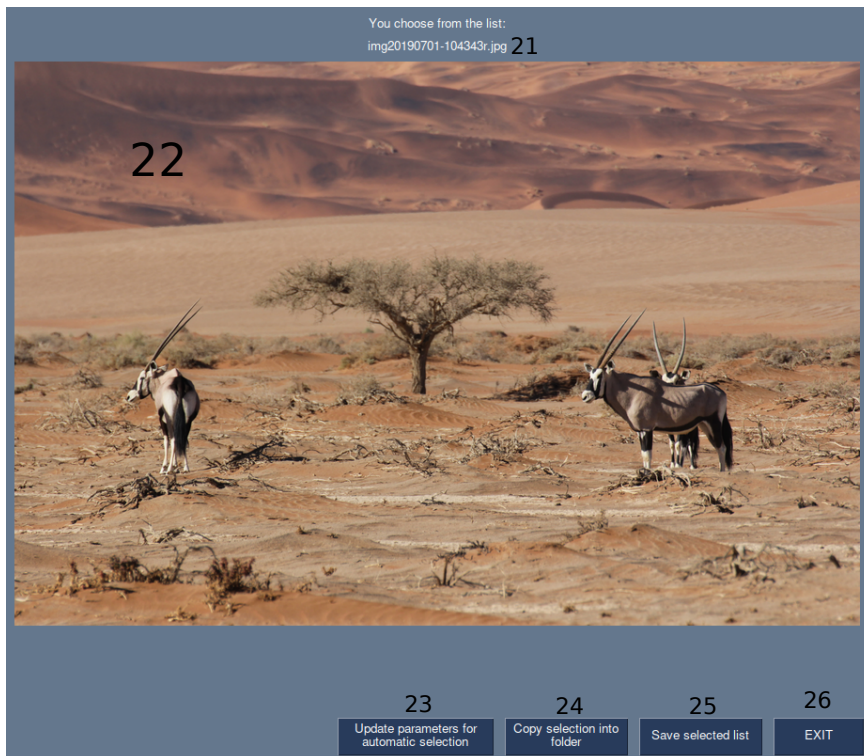 You choose from the list:
img20190701-104343r.jpg 21
22
23 24 25 26
Update parameters for
automatic selection
Copy selection into
folder
Save selected list
EXIT